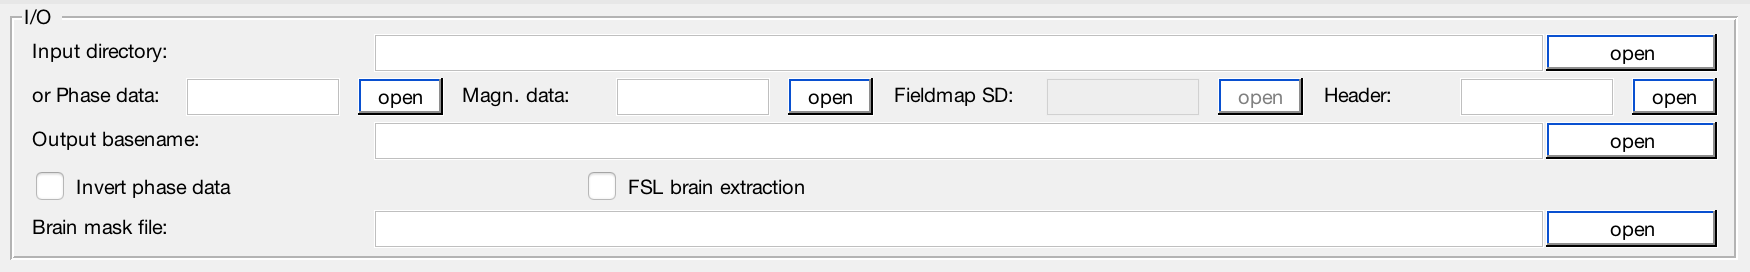 I/O
Input directory: open
or Phase data: open Magn. data: open Fieldmap SD: open Header: open
Output basename: open
Invert phase data FSL brain extraction
Brain mask file: open